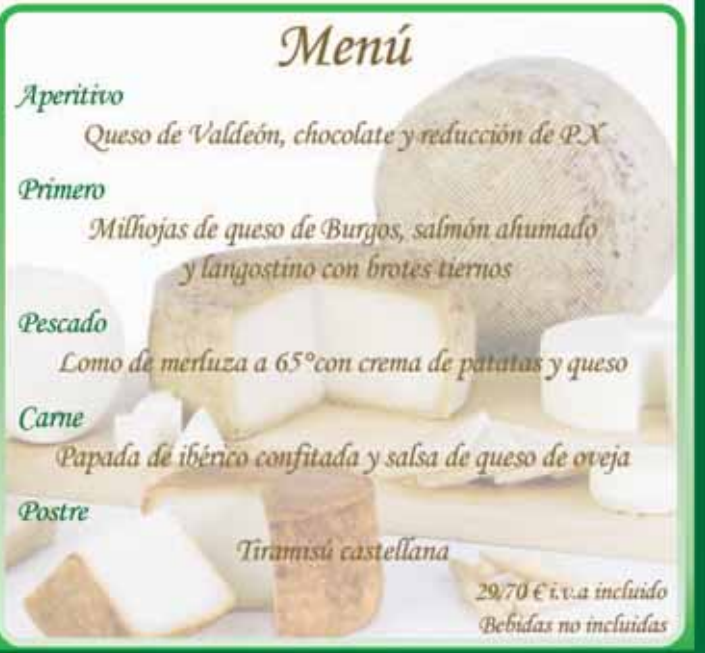 Menú
Aperitivo
Queso de Valdeón, chocolate y reducción de P.X
Primero
Milhojas de queso de Burgos, salmón ahumado
y langostino con brotes tiernos
Pescado
Lomo de merluza a 65°con crema de patatas y queso
Carne
Papada de ibérico confitada y salsa de queso de oveja
Postre
Tiramisú castellana
29,70 € i.v.a incluido
Bebidas no incluidas